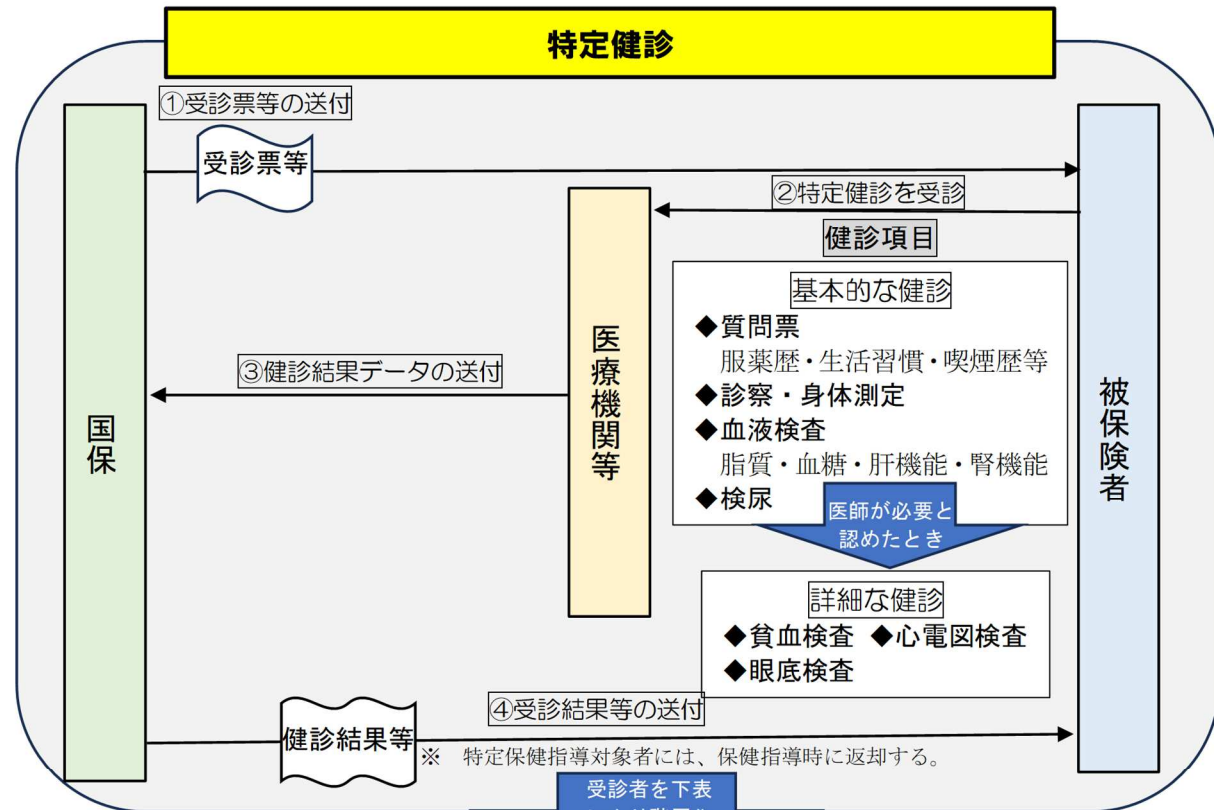 特定健診
①受診票等の送付
受診票等
②特定健診を受診
健診項目
基本的な健診
◆質問票
服薬歴・生活習慣・喫煙歴等
◆診察・身体測定
◆血液検査
脂質・血糖・肝機能・腎機能
◆検尿
医師が必要と
認めたとき
③健診結果データの送付
国保
医療機関等
被保険者
詳細な健診
◆貧血検査 ◆心電図検査
◆眼底検査
④受診結果等の送付
健診結果等
※ 特定保健指導対象者には、保健指導時に返却する。
受診者を下表